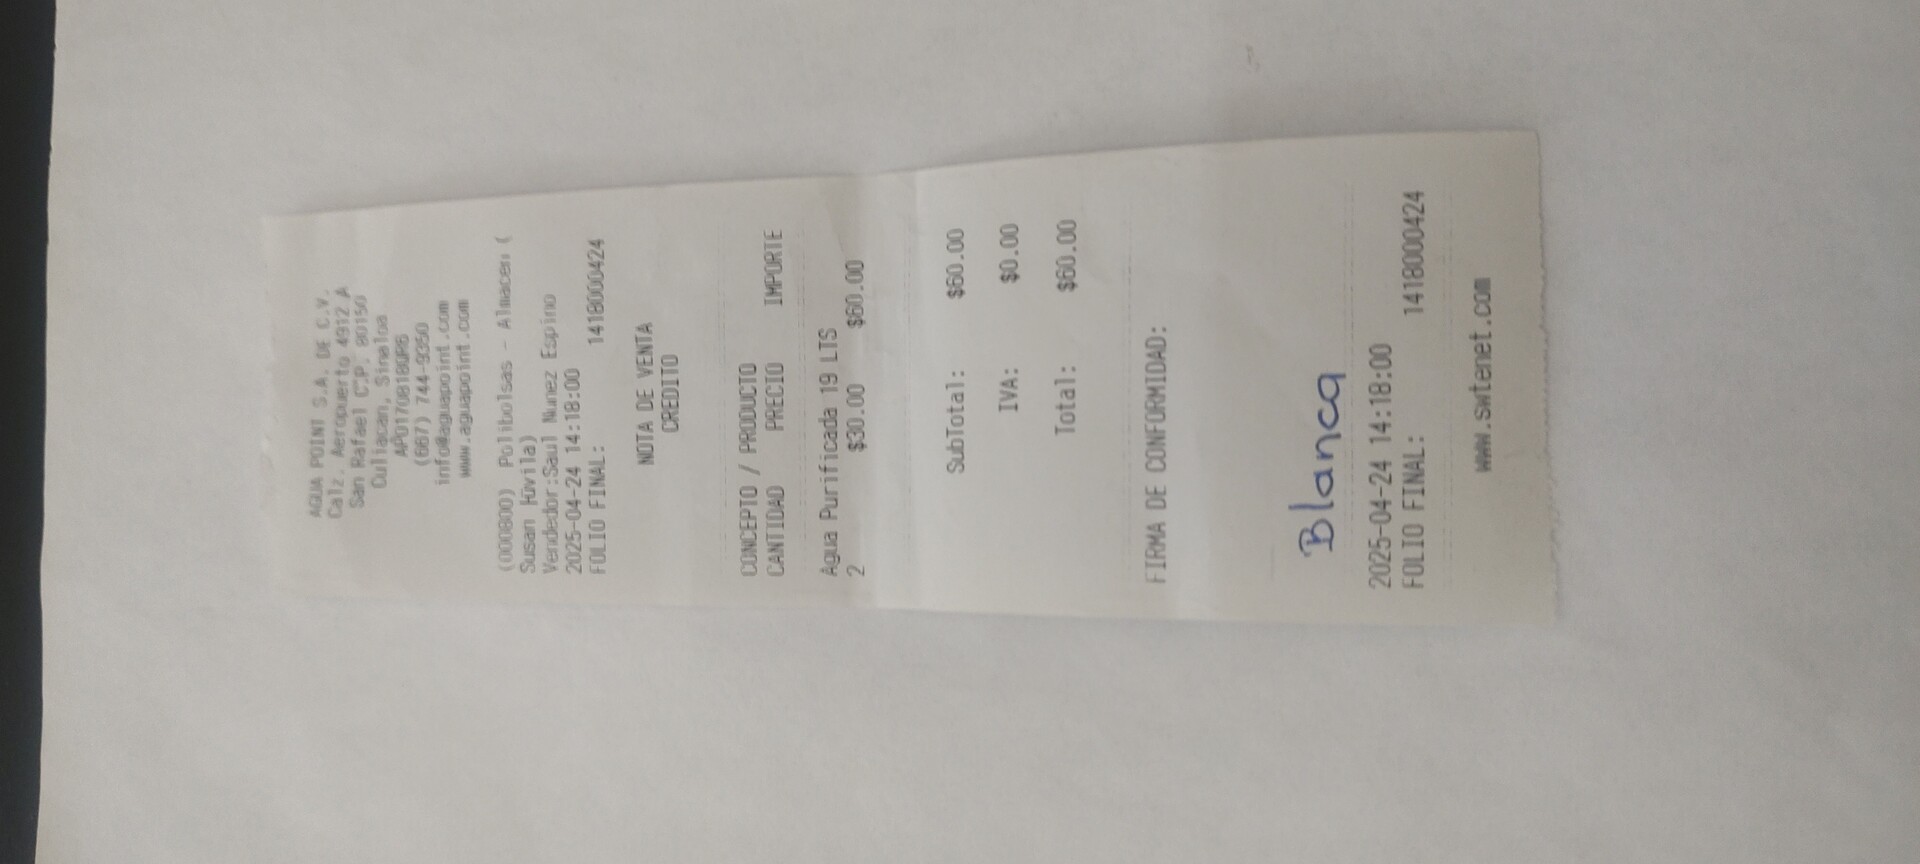 AGUA POINT S.A. DE C.V.
Calz. Aeropuerto 4912 A
San Rafael C.P. 80150
Culiacan, Sinaloa
APO170818QR6
(667) 744-9360
info@aguapoint.com
www.aguapoint.com
(000800) Polibolsas - Almacen (
Susan Huvila)
Vendedor:Saul Nunez Espino
2025-04-24 14:18:00
FOLIO FINAL: 1418000424
NOTA DE VENTA
CREDITO
CONCEPTO / PRODUCTO
CANTIDAD PRECIO IMPORTE
Agua Purificada 19 LTS
2 $30.00 $60.00
SubTotal: $60.00
IVA: $0.00
Total: $60.00
FIRMA DE CONFORMIDAD:
Blanca
2025-04-24 14:18:00
FOLIO FINAL: 1418000424
www.swtenet.com